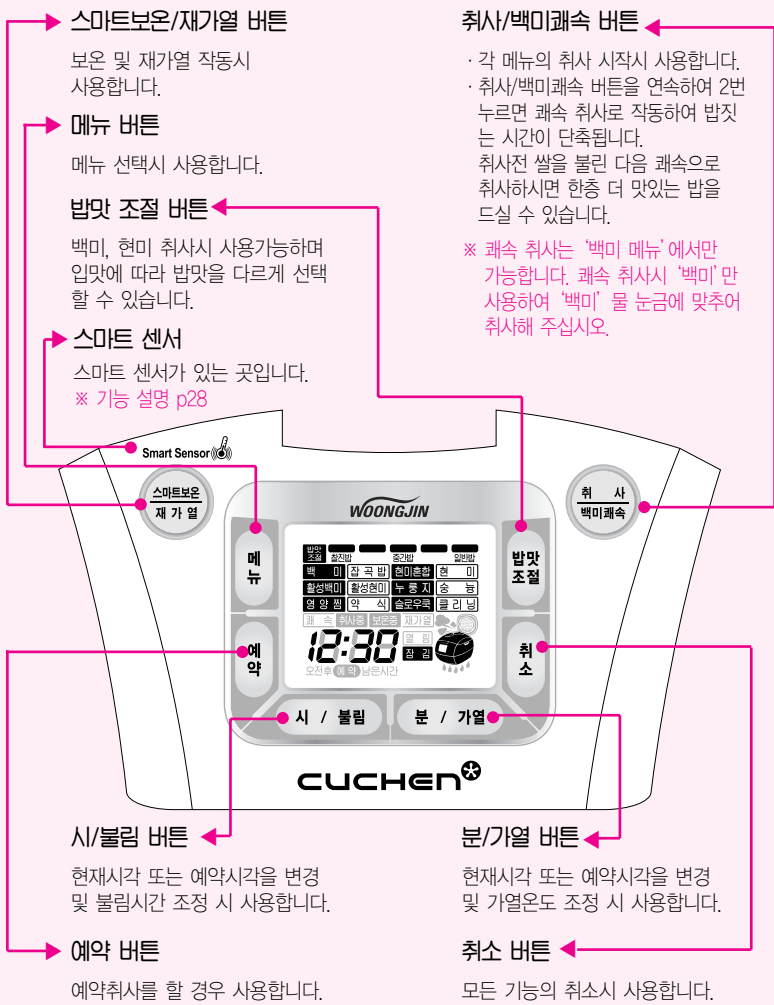 스마트보온/재가열 버튼
보온 및 재가열 작동시
사용합니다.
메뉴 버튼
메뉴 선택시 사용합니다.
밥맛 조절 버튼
백미, 현미 취사시 사용가능하며
입맛에 따라 밥맛을 다르게 선택
할 수 있습니다.
스마트 센서
스마트 센서가 있는 곳입니다.
※ 기능 설명 p28
취사/백미쾌속 버튼
· 각 메뉴의 취사 시작시 사용합니다.
· 취사/백미쾌속 버튼을 연속하여 2번
누르면 쾌속 취사로 작동하여 밥짓
는 시간이 단축됩니다.
취사전 쌀을 불린 다음 쾌속으로
취사하시면 한층 더 맛있는 밥을
드실 수 있습니다.
※ 쾌속 취사는 ‘백미 메뉴’에서만
가능합니다. 쾌속 취사시 ‘백미’만
사용하여 ‘백미’ 물 눈금에 맞추어
취사해 주십시오.
Smart Sensor
스마트보온
재 가 열
취 사
백미쾌속
WOONGJIN
메
뉴
밥맛
조절
밥맛
조절 찰진밥 중간밥 일반밥
백 미 잡곡밥 현미혼합 현 미
활성백미 활성현미 누룽지 숭 늉
영양찜 약 식 슬로우쿡 클리닝
쾌 속 취사중 보온중 재가열
12:30
열 림
잠 김
오전후 예약 남은시간
예
약
취
소
시 / 불림
분 / 가열
CUCHEN
시/불림 버튼
현재시각 또는 예약시각을 변경
및 불림시간 조정 시 사용합니다.
예약 버튼
예약취사를 할 경우 사용합니다.
분/가열 버튼
현재시각 또는 예약시각을 변경
및 가열온도 조정 시 사용합니다.
취소 버튼
모든 기능의 취소시 사용합니다.